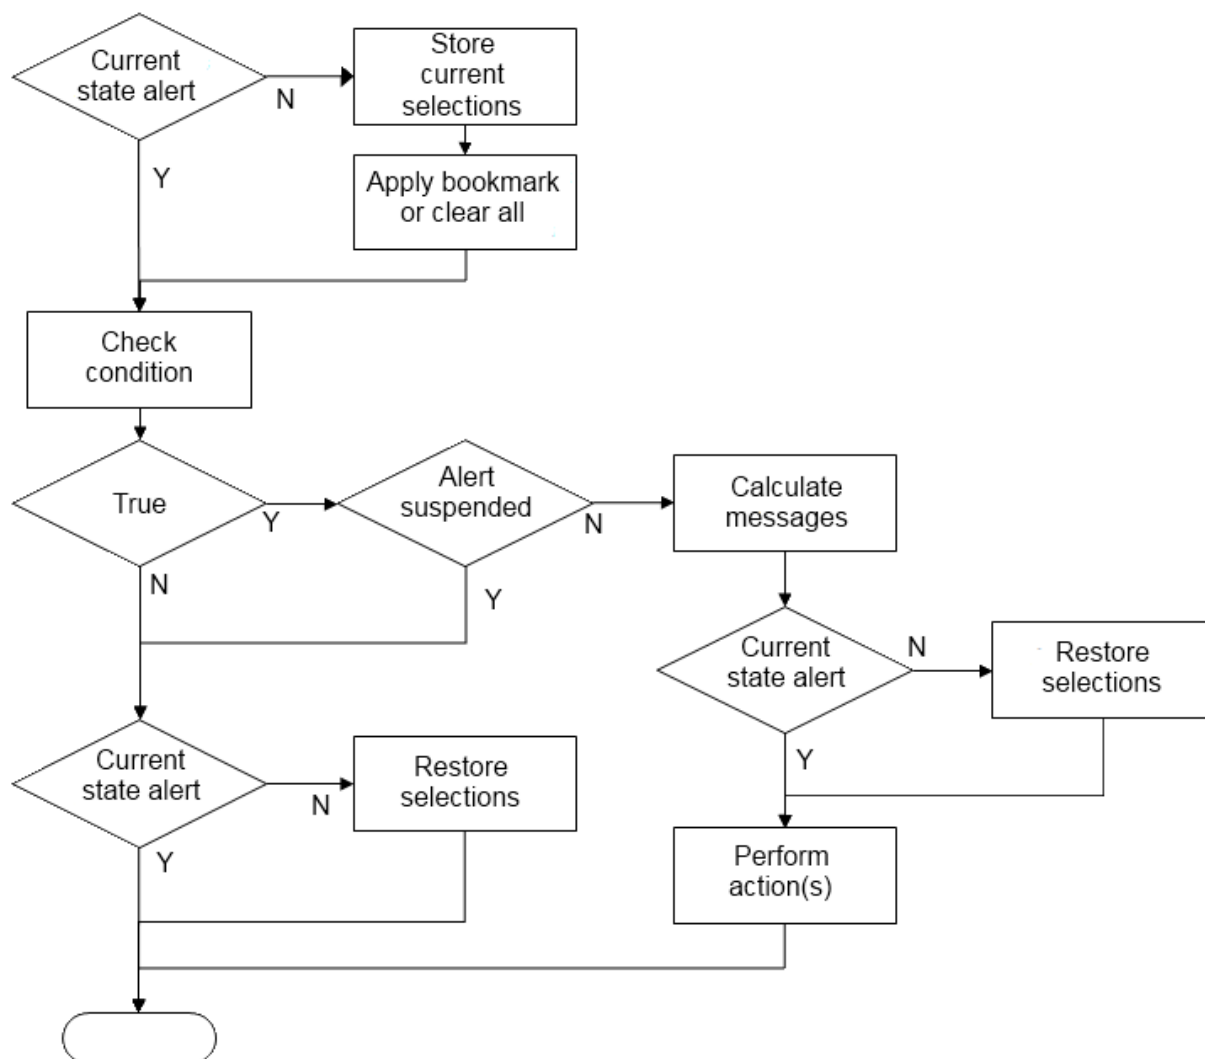 Current
state alert
N
Store
current
selections
Y
Apply bookmark
or clear all
Check
condition
True
Y
Alert
suspended
N
Calculate
messages
N
Y
Current
state alert
N
Restore
selections
Y
Current
state alert
N
Restore
selections
Y
Perform
action(s)